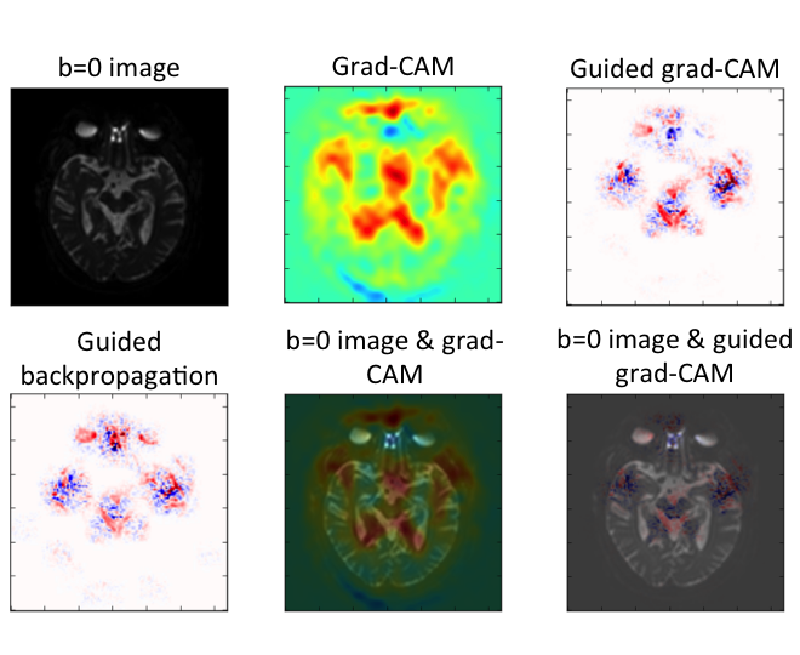 b=0 image
Grad-CAM
Guided grad-CAM
Guided
backpropagation
b=0 image & grad-
CAM
b=0 image & guided
grad-CAM